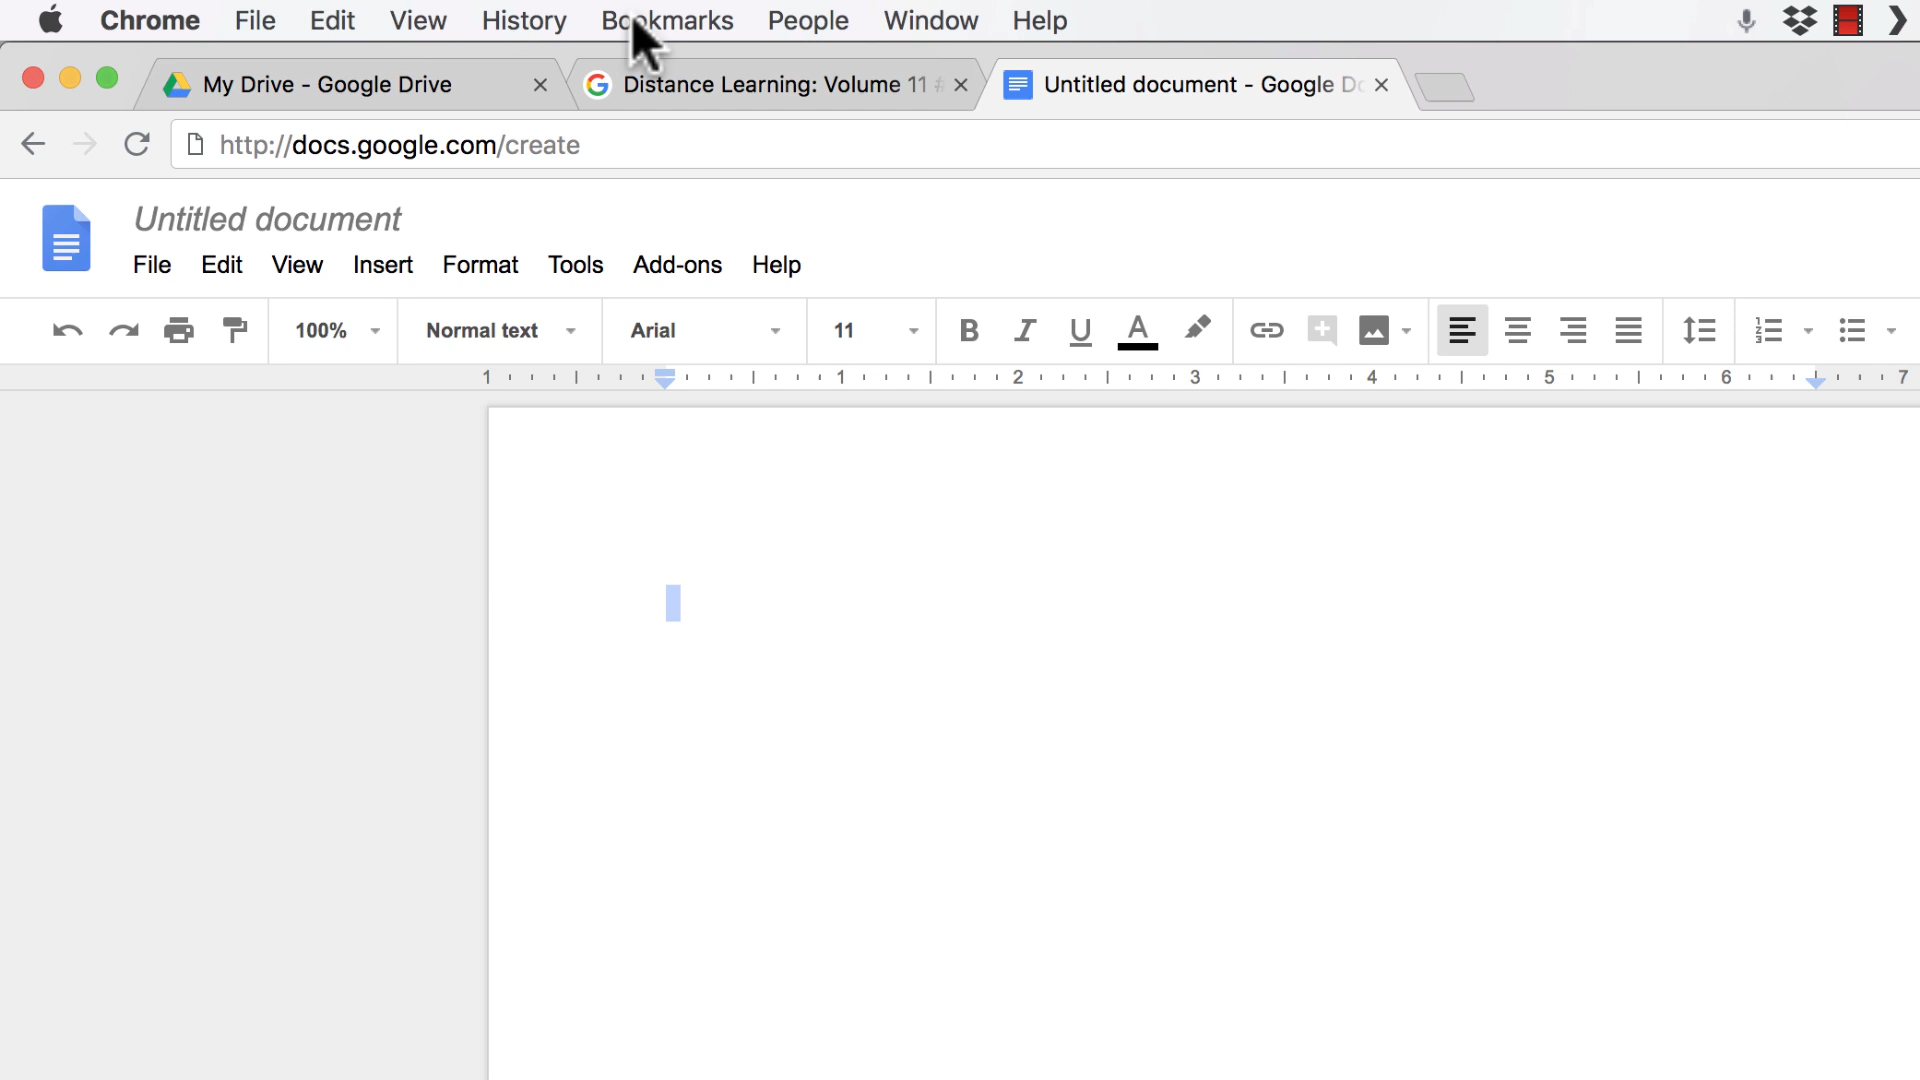 Chrome File Edit View History Bookmarks People Window Help
My Drive - Google Drive Distance Learning: Volume 11 # Untitled document - Google Do
http://docs.google.com/create
Untitled document
File Edit View Insert Format Tools Add-ons Help
100% Normal text Arial 11 B I U A
1 1 2 3 4 5 6 7